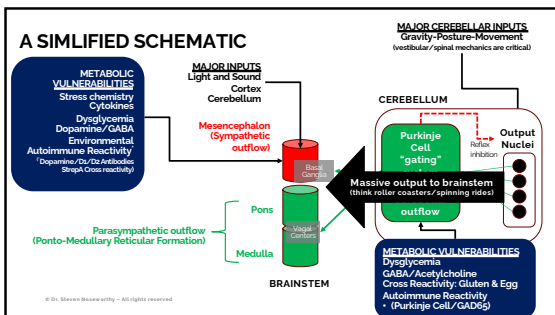 A SIMLIFIED SCHEMATIC
METABOLIC
VULNERABILITIES
Stress chemistry
Cytokines
Dysglycemia
Dopamine/GABA
Environmental
Autoimmune Reactivity
(Dopamine/D1/D2 Antibodies
StrepA Cross reactivity)
MAJOR INPUTS
Light and Sound
Cortex
Cerebellum
Mesencephalon
(Sympathetic
outflow)
Basal
Ganglia
Pons
Vagal
Centers
Parasympathetic outflow
(Ponto-Medullary Reticular Formation)
Medulla
BRAINSTEM
MAJOR CEREBELLAR INPUTS
Gravity-Posture-Movement
(vestibular/spinal mechanics are critical)
CEREBELLUM
Purkinje
Cell
"gating"
outflow
Reflex
inhibition
Output
Nuclei
Massive output to brainstem
(think roller coasters/spinning rides)
METABOLIC VULNERABILITIES
Dysglycemia
GABA/Acetylcholine
Cross Reactivity: Gluten & Egg
Autoimmune Reactivity
• (Purkinje Cell/GAD65)
© Dr. Steven Noseworthy – All rights reserved